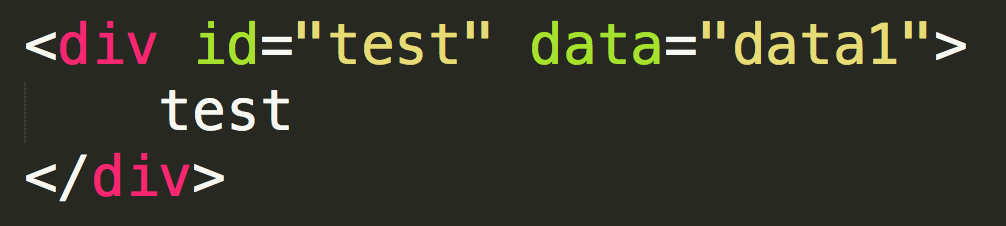 <div id="test" data="data1">
    test
</div>